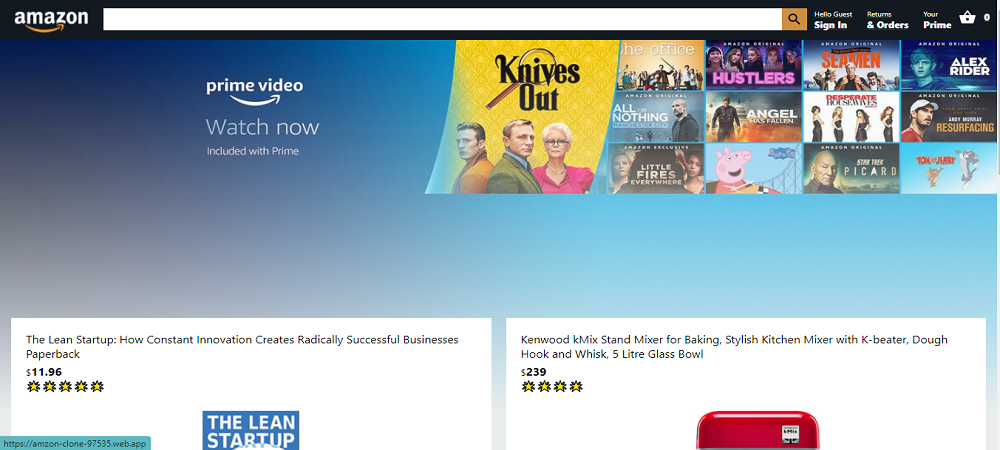 amazon
Hello Guest
Sign In
Returns
& Orders
Your
Prime
0
prime video
Watch now
Included with Prime
Knives
Out
the office
AMAZON ORIGINAL
HUSTLERS
AMAZON ORIGINAL
SEAMEN
AMAZON ORIGINAL
ALEX
RIDER
AMAZON ORIGINAL
ALL OR
NOTHING
MANCHESTER CITY
ANGEL
HAS FALLEN
DESPERATE
HOUSEWIVES
AMAZON ORIGINAL
ANDY MURRAY
RESURFACING
AMAZON EXCLUSIVE
LITTLE
FIRES
EVERYWHERE
Peppa Pig
AMAZON ORIGINAL
STAR TREK
PICARD
TOM AND JERRY
The Lean Startup: How Constant Innovation Creates Radically Successful Businesses
Paperback
$11.96
THE LEAN
STARTUP
Kenwood kMix Stand Mixer for Baking, Stylish Kitchen Mixer with K-beater, Dough
Hook and Whisk, 5 Litre Glass Bowl
$239
kMix
https://amzon-clone-97535.web.app